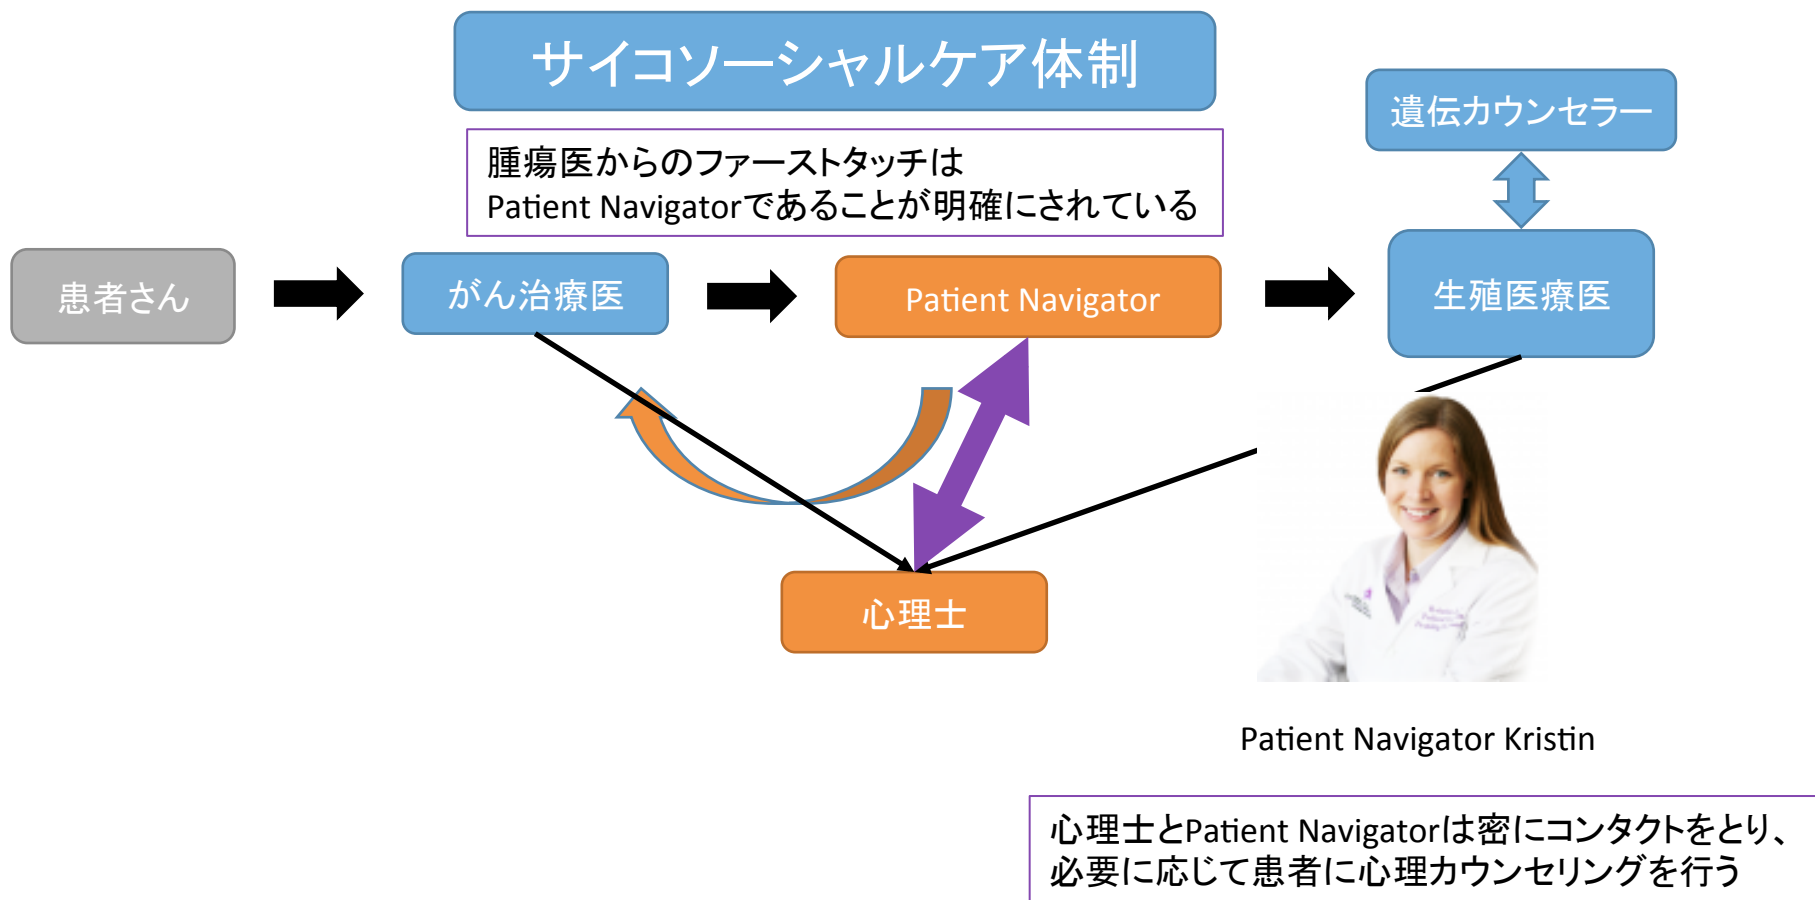 サイコソーシャルケア体制
遺伝カウンセラー
腫瘍医からのファーストタッチは
Patient Navigatorであることが明確にされている
患者さん
がん治療医
Patient Navigator
生殖医療医
心理士
Patient Navigator Kristin
心理士とPatient Navigatorは密にコンタクトをとり、
必要に応じて患者に心理カウンセリングを行う